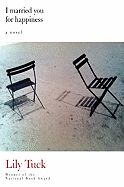 I married you
for happiness
a novel
Lily Tuck
Winner of the
National Book Award